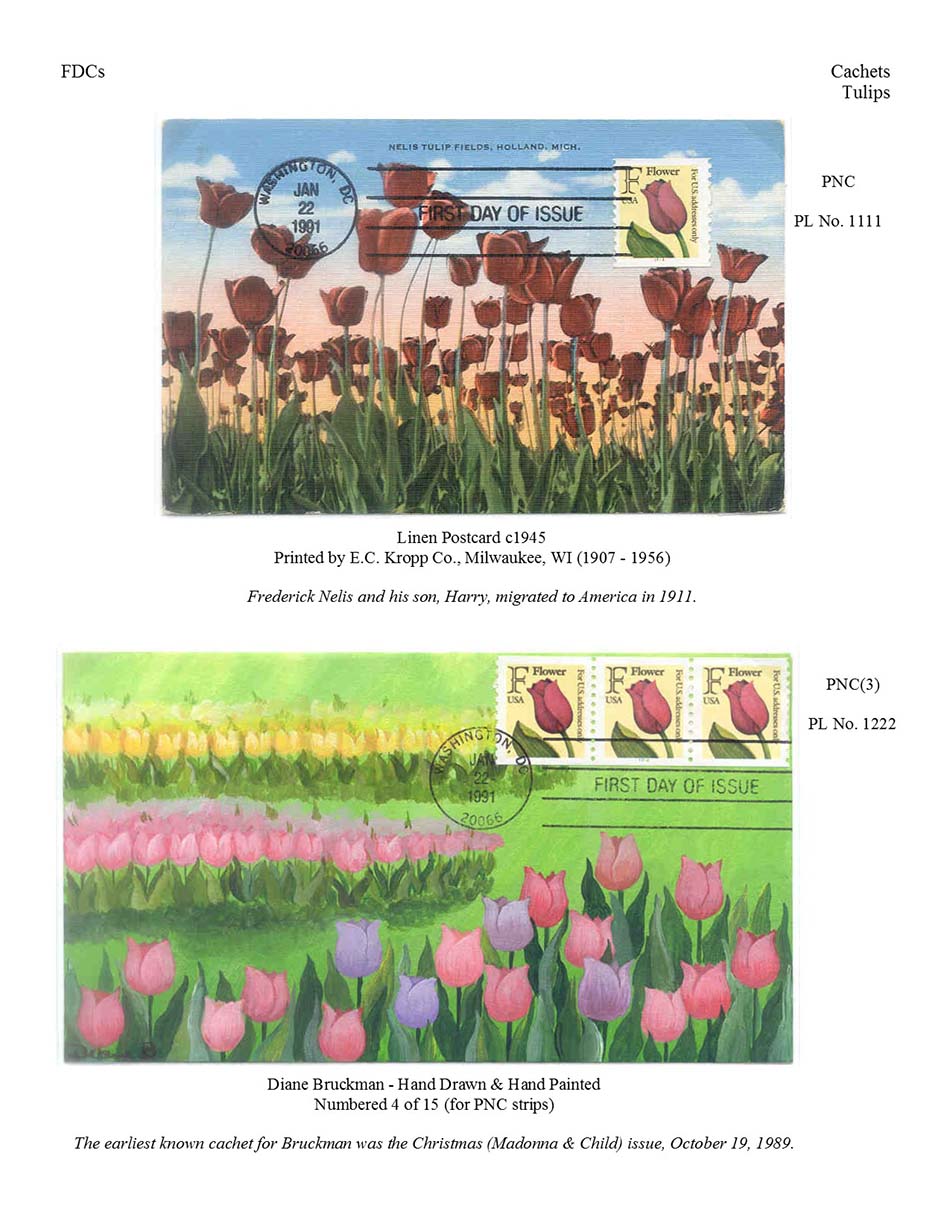 FDCs
Cachets
Tulips
NELIS TULIP FIELDS, HOLLAND, MICH.
WASHINGTON, DC
JAN
22
1991
20066
FIRST DAY OF ISSUE
F Flower
USA
For U.S. addresses only
PNC
PL No. 1111
Linen Postcard c1945
Printed by E.C. Kropp Co., Milwaukee, WI (1907 - 1956)
Frederick Nelis and his son, Harry, migrated to America in 1911.
F Flower
USA
For U.S. addresses only
F Flower
USA
For U.S. addresses only
F Flower
USA
For U.S. addresses only
PNC(3)
PL No. 1222
WASHINGTON, DC
JAN
22
1991
20066
FIRST DAY OF ISSUE
Diane B
Diane Bruckman - Hand Drawn & Hand Painted
Numbered 4 of 15 (for PNC strips)
The earliest known cachet for Bruckman was the Christmas (Madonna & Child) issue, October 19, 1989.